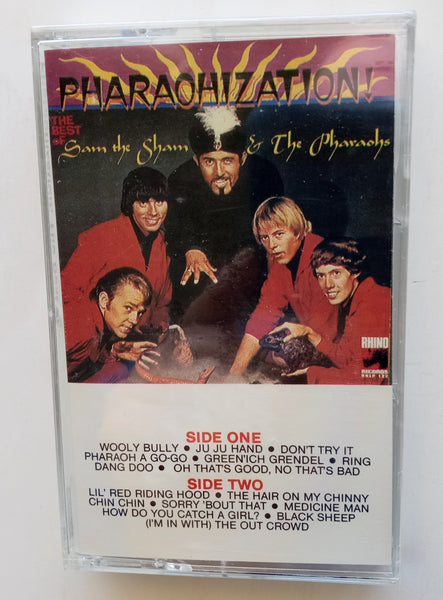 PHARAOHIZATION!
THE
BEST
OF
Sam the Sham & The Pharaohs
RHINO
RECORDS
SIDE ONE
WOOLY BULLY • JU JU HAND • DON'T TRY IT
PHARAOH A GO-GO • GREEN'ICH GRENDEL • RING
DANG DOO • OH THAT'S GOOD, NO THAT'S BAD
SIDE TWO
LIL' RED RIDING HOOD • THE HAIR ON MY CHINNY
CHIN CHIN • SORRY 'BOUT THAT • MEDICINE MAN
HOW DO YOU CATCH A GIRL? • BLACK SHEEP
(I'M IN WITH) THE OUT CROWD